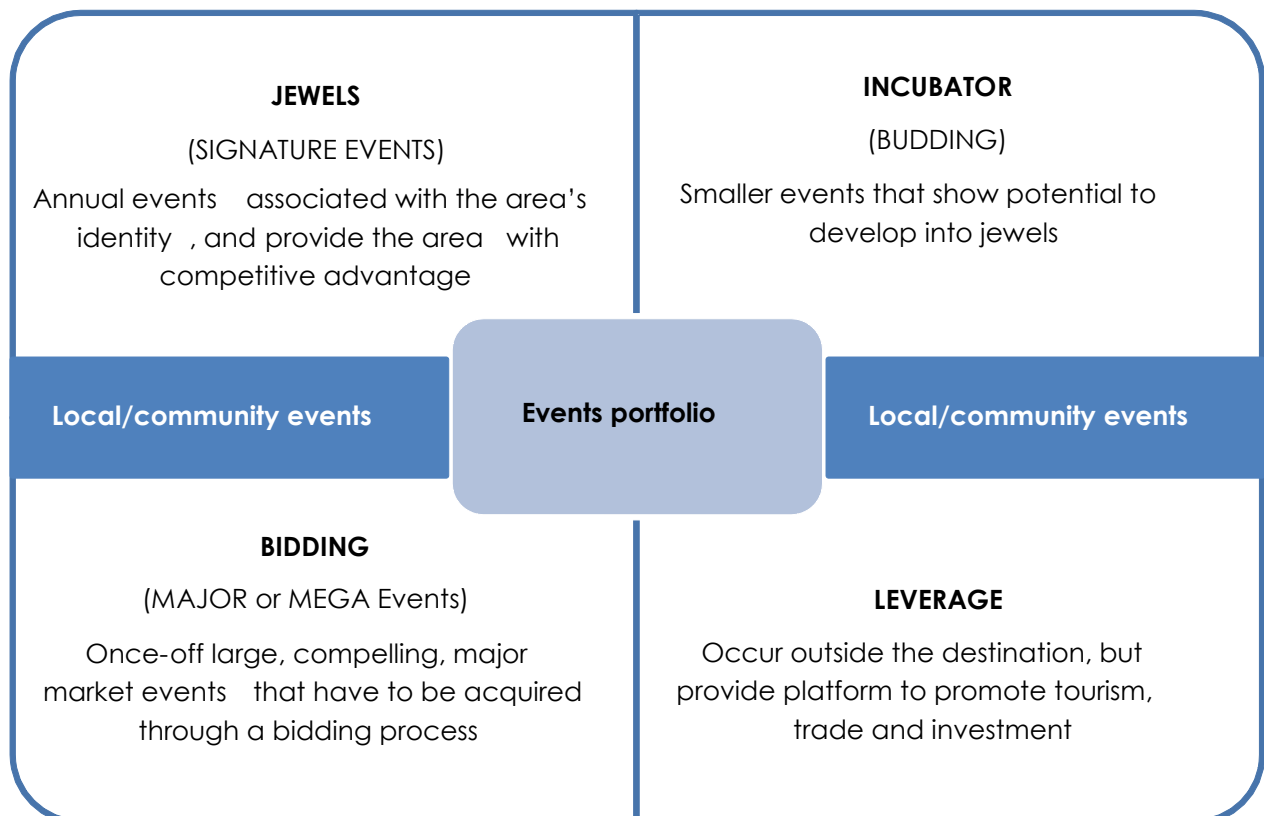 JEWELS
(SIGNATURE EVENTS)
Annual events associated with the area’s
identity , and provide the area with
competitive advantage
INCUBATOR
(BUDDING)
Smaller events that show potential to
develop into jewels
Local/community events
Events portfolio
Local/community events
BIDDING
(MAJOR or MEGA Events)
Once-off large, compelling, major
market events that have to be acquired
through a bidding process
LEVERAGE
Occur outside the destination, but
provide platform to promote tourism,
trade and investment